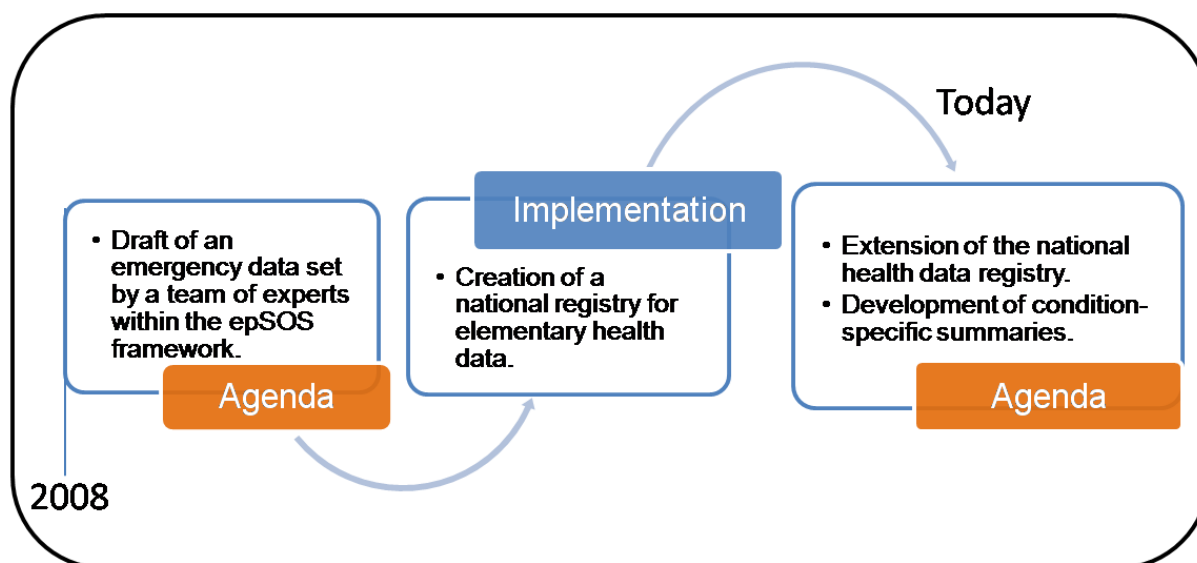 2008
• Draft of an
emergency data set
by a team of experts
within the epSOS
framework.
Agenda
Implementation
• Creation of a
national registry for
elementary health
data.
Today
• Extension of the national
health data registry.
• Development of condition-
specific summaries.
Agenda